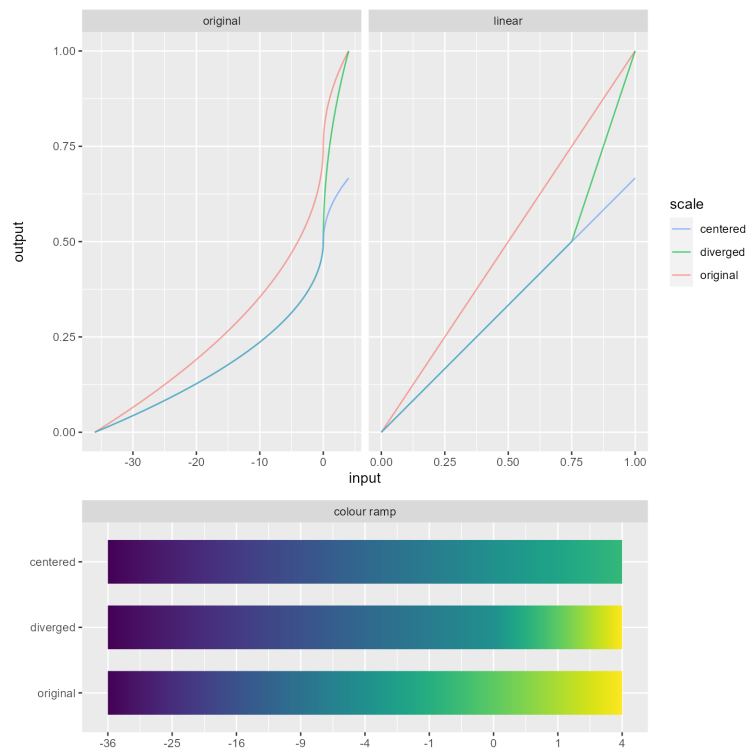 original
linear
1.00
0.75
0.50
0.25
0.00
output
-30
-20
-10
0
0.00
0.25
0.50
0.75
1.00
input
scale
centered
diverged
original
colour ramp
centered
diverged
original
-36
-25
-16
-9
-4
-1
0
1
4